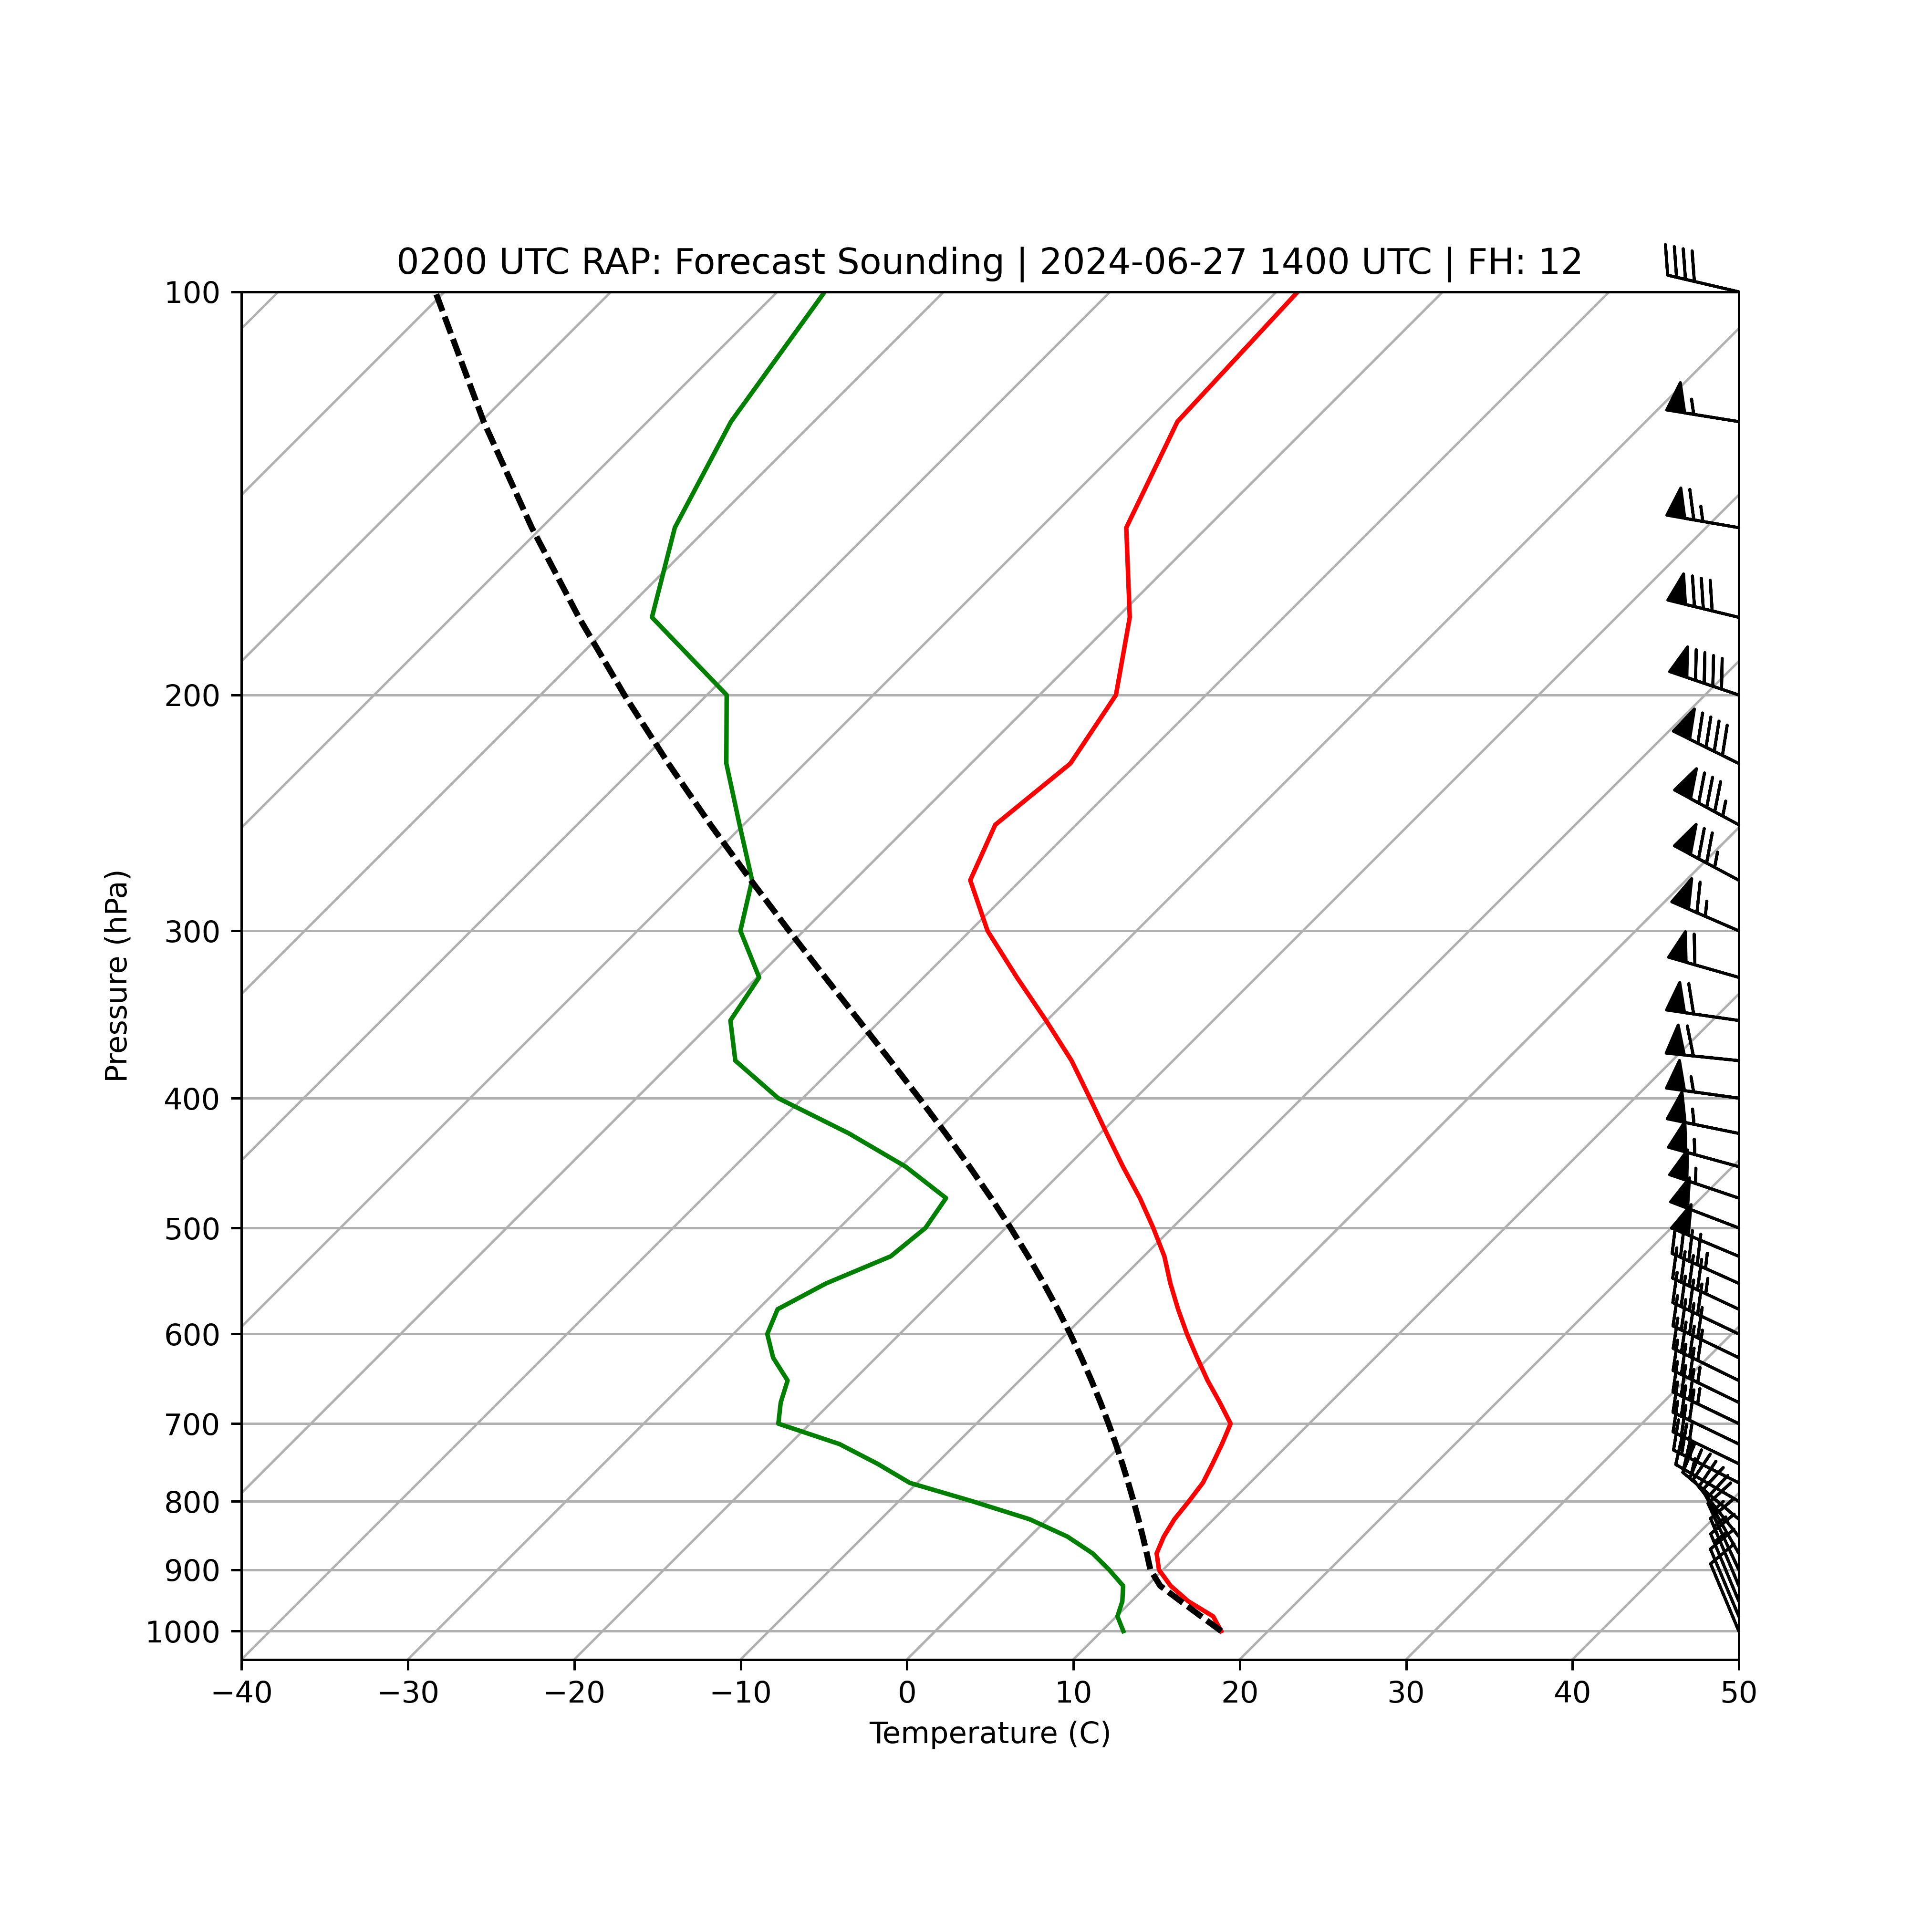 0200 UTC RAP: Forecast Sounding | 2024-06-27 1400 UTC | FH: 12
100
200
300
400
500
600
700
800
900
1000
Pressure (hPa)
−40 −30 −20 −10 0 10 20 30 40 50
Temperature (C)